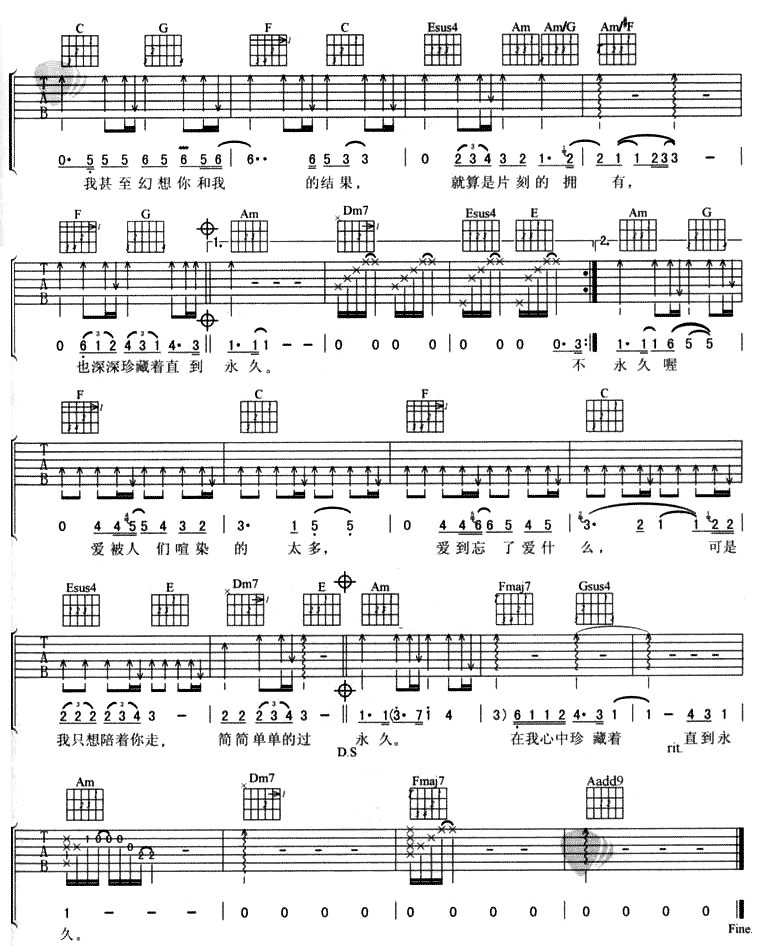 C G F C Esus4 Am Am/G Am/#F
T A B
0· 5 5 5 6 5 6 5 6 6·· 6 5 3 3 0 2 3 4 3 2 1· 2 2 1 1 2 3 3 –
我甚至幻想你和我 的结果， 就算是片刻的拥 有，
F G 1. Am Dm7 Esus4 E 2. Am G
T A B
0 6 1 2 4 3 1 4· 3 1· 1 1 – – 0 0 0 0 0 0 0 0· 3 1· 1 1 6 5 5
也深深珍藏着直到 永久。 不 永久喔
F C F C
T A B
0 4 4 5 5 4 3 2 3· 1 5 5· 0 4 4 6 6 5 4 5 3· 2 1 1 1 2 2
爱被人们喧染 的 太多， 爱到忘了爱什 么， 可是
Esus4 E Dm7 E Am Fmaj7 Gsus4
T A B
2 2 2 2 3 4 3 – 2 2 2 3 4 3 – 1· 1 (3· 7 1 4 3) 6 1 1 2 4· 3 1 1 – 4 3 1
我只想陪着你走， 简简单单的过 永久。 在我心中珍藏着 直到永
D.S rit.
Am Dm7 Fmaj7 Aadd9
T A B 1 0 0 0 0 2 2
1 – – – 0 0 0 0 0 0 0 0 0 0 0 0
久。 Fine.